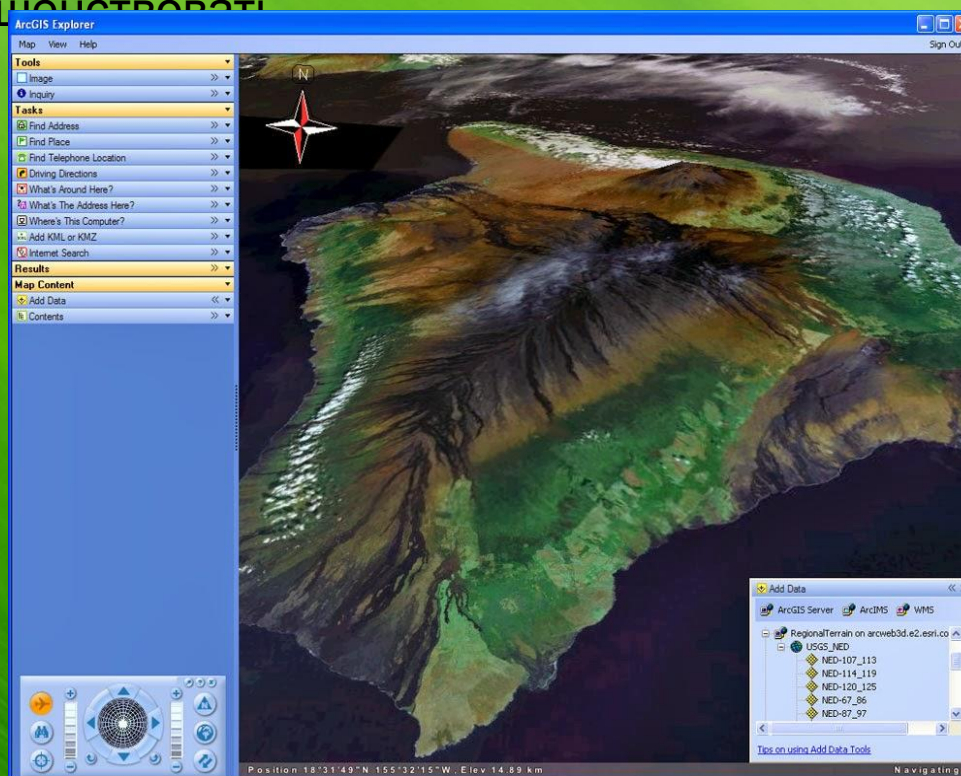 ArcGIS Explorer
Map View Help
Sign Out
Tools
Image
Inquiry
Tasks
Find Address
Find Place
Find Telephone Location
Driving Directions
What's Around Here?
What's The Address Here?
Where's This Computer?
Add KML or KMZ
Internet Search
Results
Map Content
Add Data
Contents
N
Add Data
ArcGIS Server ArcIMS WMS
RegionalTerrain on arcweb3d.e2.esri.co
USGS_NED
NED-107_113
NED-114_119
NED-120_125
NED-67_86
NED-87_97
Tips on using Add Data Tools
Position 18°31'49"N 155°32'15"W, Elev 14.89 km
Navigating